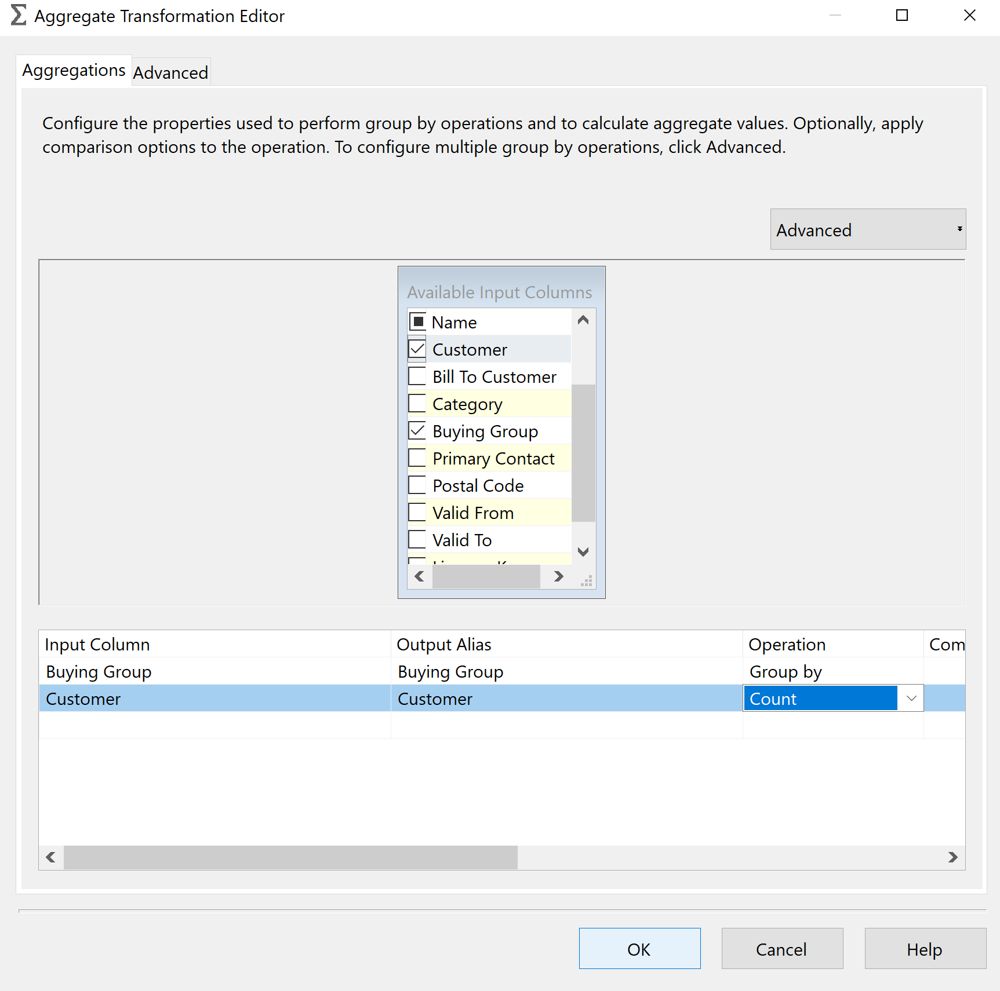 Aggregate Transformation Editor
Aggregations Advanced
Configure the properties used to perform group by operations and to calculate aggregate values. Optionally, apply
comparison options to the operation. To configure multiple group by operations, click Advanced.
Advanced
Available Input Columns
Name
Customer
Bill To Customer
Category
Buying Group
Primary Contact
Postal Code
Valid From
Valid To
Input Column Output Alias Operation Com
Buying Group Buying Group Group by
Customer Customer Count
OK Cancel Help